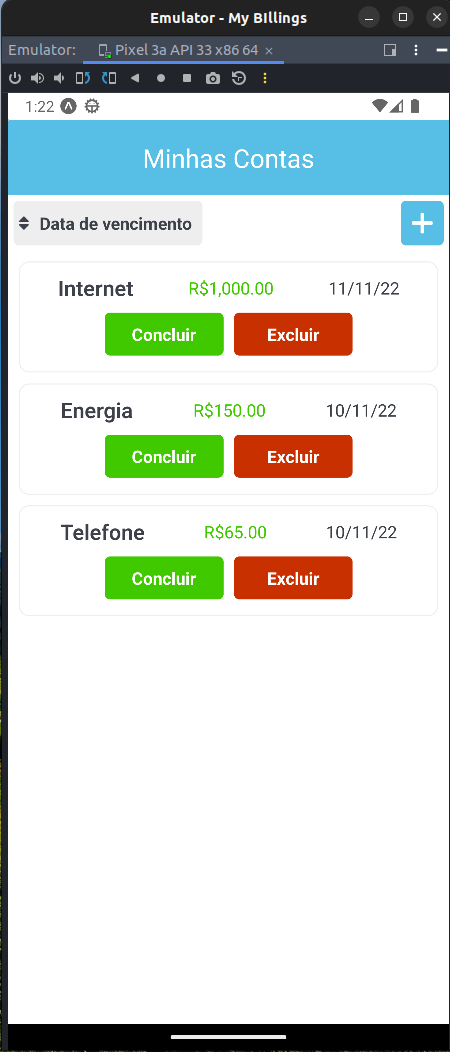 Emulator - My BIllings
Emulator: Pixel 3a API 33 x86 64
1:22
Minhas Contas
Data de vencimento
Internet R$1,000.00 11/11/22
Concluir Excluir
Energia R$150.00 10/11/22
Concluir Excluir
Telefone R$65.00 10/11/22
Concluir Excluir